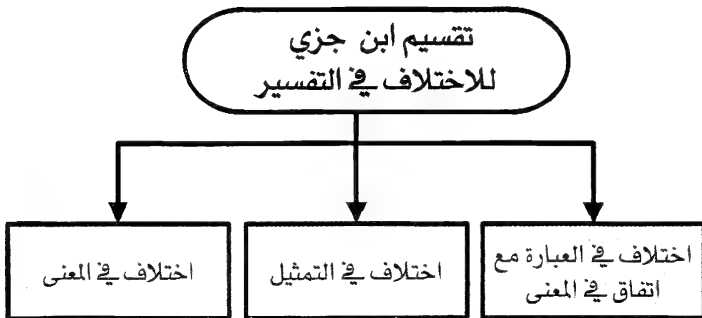 تقسيم ابن جزي
للاختلاف في التفسير
اختلاف في العبارة مع
اتفاق في المعنى
اختلاف في التمثيل
اختلاف في المعنى